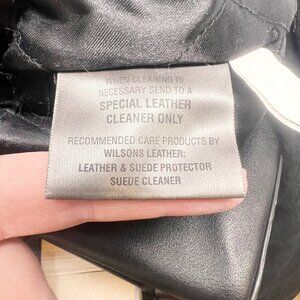 WHEN CLEANING IS
NECESSARY SEND TO A
SPECIAL LEATHER
CLEANER ONLY
RECOMMENDED CARE PRODUCTS BY
WILSONS LEATHER:
LEATHER & SUEDE PROTECTOR
SUEDE CLEANER